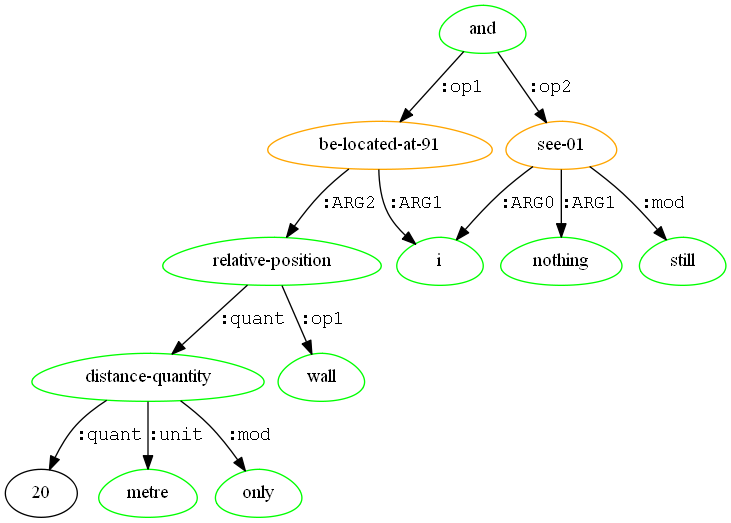 and
:op1 :op2
be-located-at-91 see-01
:ARG2 :ARG1 :ARG0 :ARG1 :mod
relative-position i nothing still
:quant :op1
distance-quantity wall
:quant :unit :mod
20 metre only